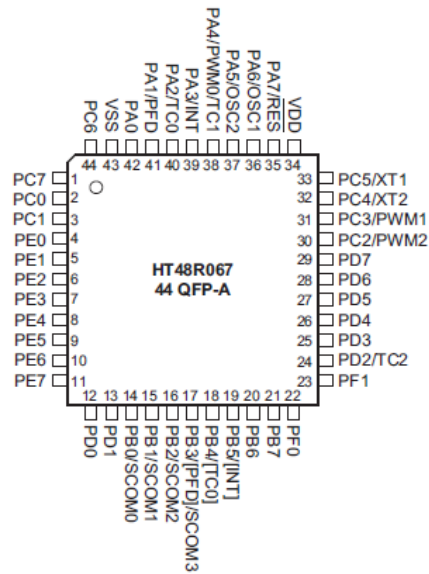 PC6
VSS
PA0
PA1/PFD
PA2/TC0
PA3/INT
PA4/PWM0/TC1
PA5/OSC2
PA6/OSC1
PA7/RES
VDD
44 43 42 41 40 39 38 37 36 35 34
PC7 1
PC0 2
PC1 3
PE0 4
PE1 5
PE2 6
PE3 7
PE4 8
PE5 9
PE6 10
PE7 11
HT48R067
44 QFP-A
33 PC5/XT1
32 PC4/XT2
31 PC3/PWM1
30 PC2/PWM2
29 PD7
28 PD6
27 PD5
26 PD4
25 PD3
24 PD2/TC2
23 PF1
12 13 14 15 16 17 18 19 20 21 22
PD0
PD1
PB0/SCOM0
PB1/SCOM1
PB2/SCOM2
PB3/[PFD]/SCOM3
PB4/[TC0]
PB5/[INT]
PB6
PB7
PF0